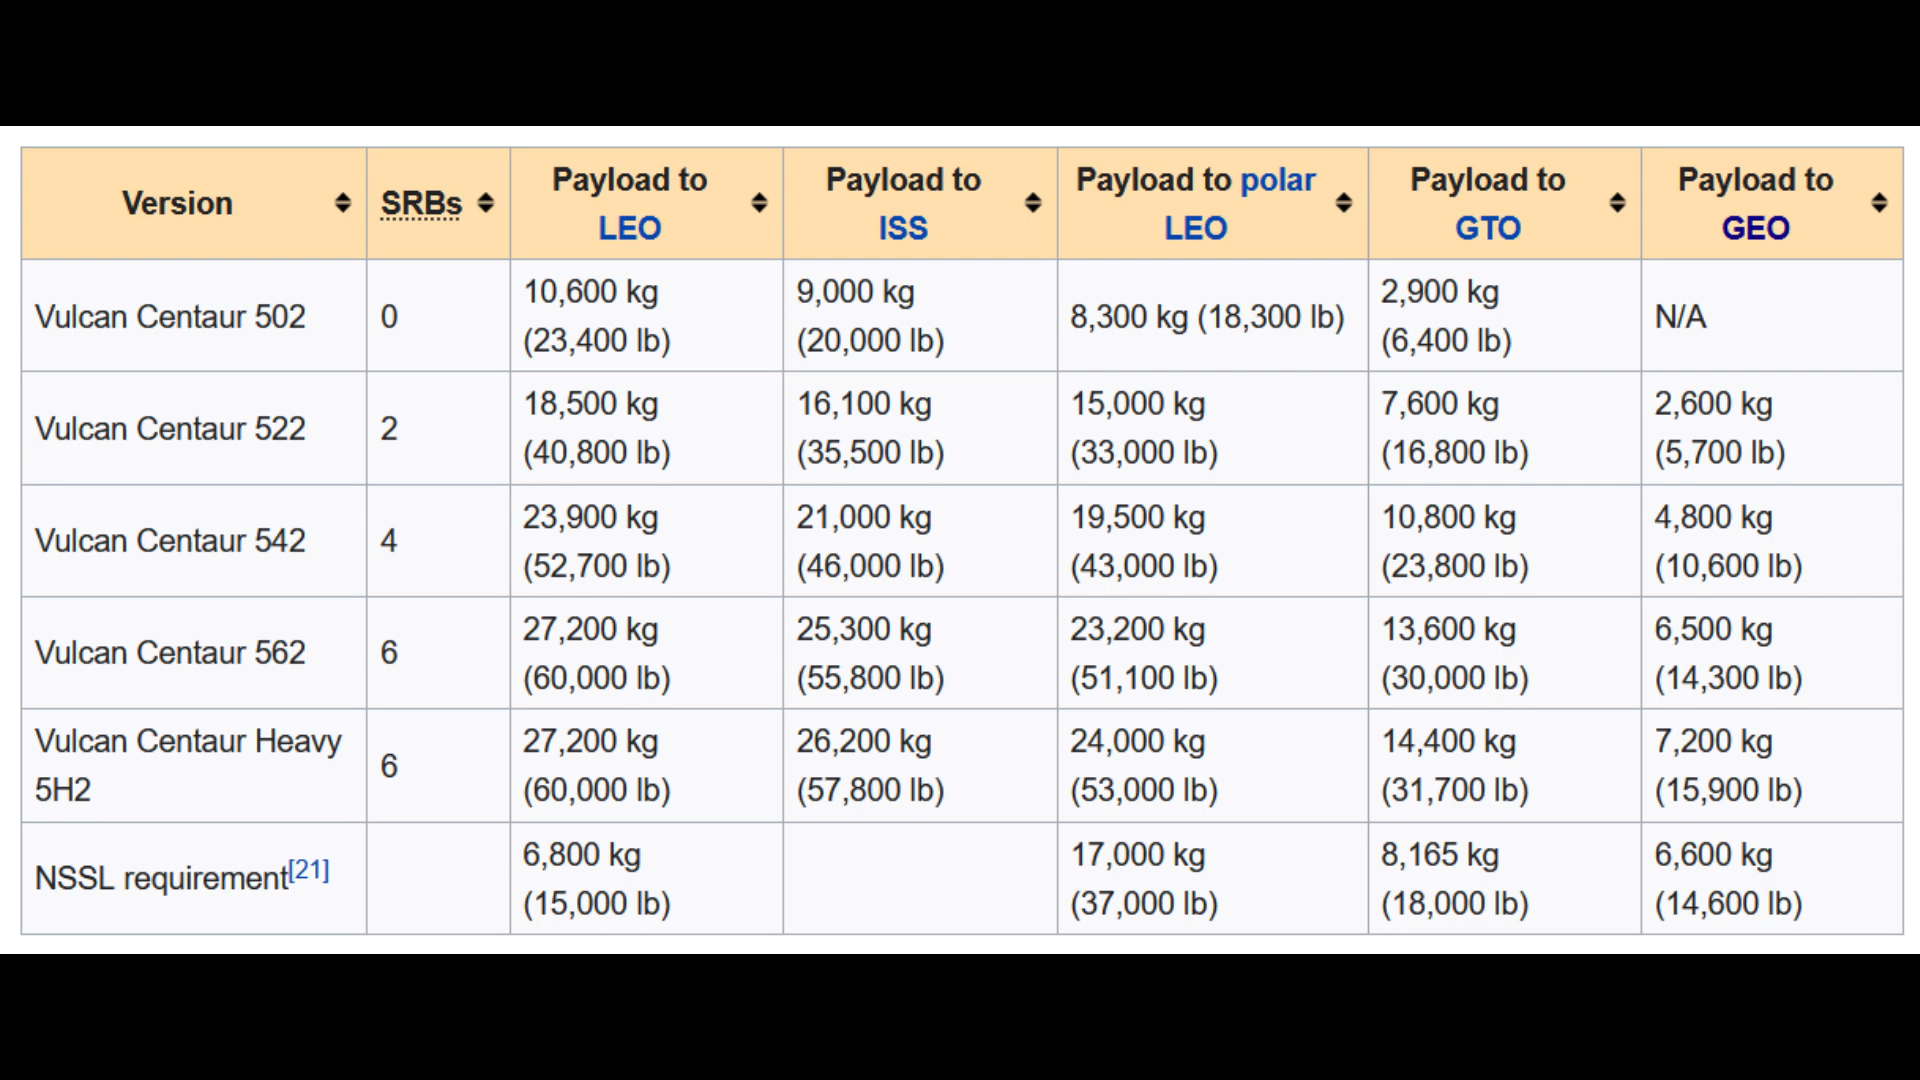 Version
SRBs
Payload to
LEO
Payload to
ISS
Payload to polar
LEO
Payload to
GTO
Payload to
GEO
Vulcan Centaur 502
0
10,600 kg
(23,400 lb)
9,000 kg
(20,000 lb)
8,300 kg (18,300 lb)
2,900 kg
(6,400 lb)
N/A
Vulcan Centaur 522
2
18,500 kg
(40,800 lb)
16,100 kg
(35,500 lb)
15,000 kg
(33,000 lb)
7,600 kg
(16,800 lb)
2,600 kg
(5,700 lb)
Vulcan Centaur 542
4
23,900 kg
(52,700 lb)
21,000 kg
(46,000 lb)
19,500 kg
(43,000 lb)
10,800 kg
(23,800 lb)
4,800 kg
(10,600 lb)
Vulcan Centaur 562
6
27,200 kg
(60,000 lb)
25,300 kg
(55,800 lb)
23,200 kg
(51,100 lb)
13,600 kg
(30,000 lb)
6,500 kg
(14,300 lb)
Vulcan Centaur Heavy
5H2
6
27,200 kg
(60,000 lb)
26,200 kg
(57,800 lb)
24,000 kg
(53,000 lb)
14,400 kg
(31,700 lb)
7,200 kg
(15,900 lb)
NSSL requirement[21]
6,800 kg
(15,000 lb)
17,000 kg
(37,000 lb)
8,165 kg
(18,000 lb)
6,600 kg
(14,600 lb)